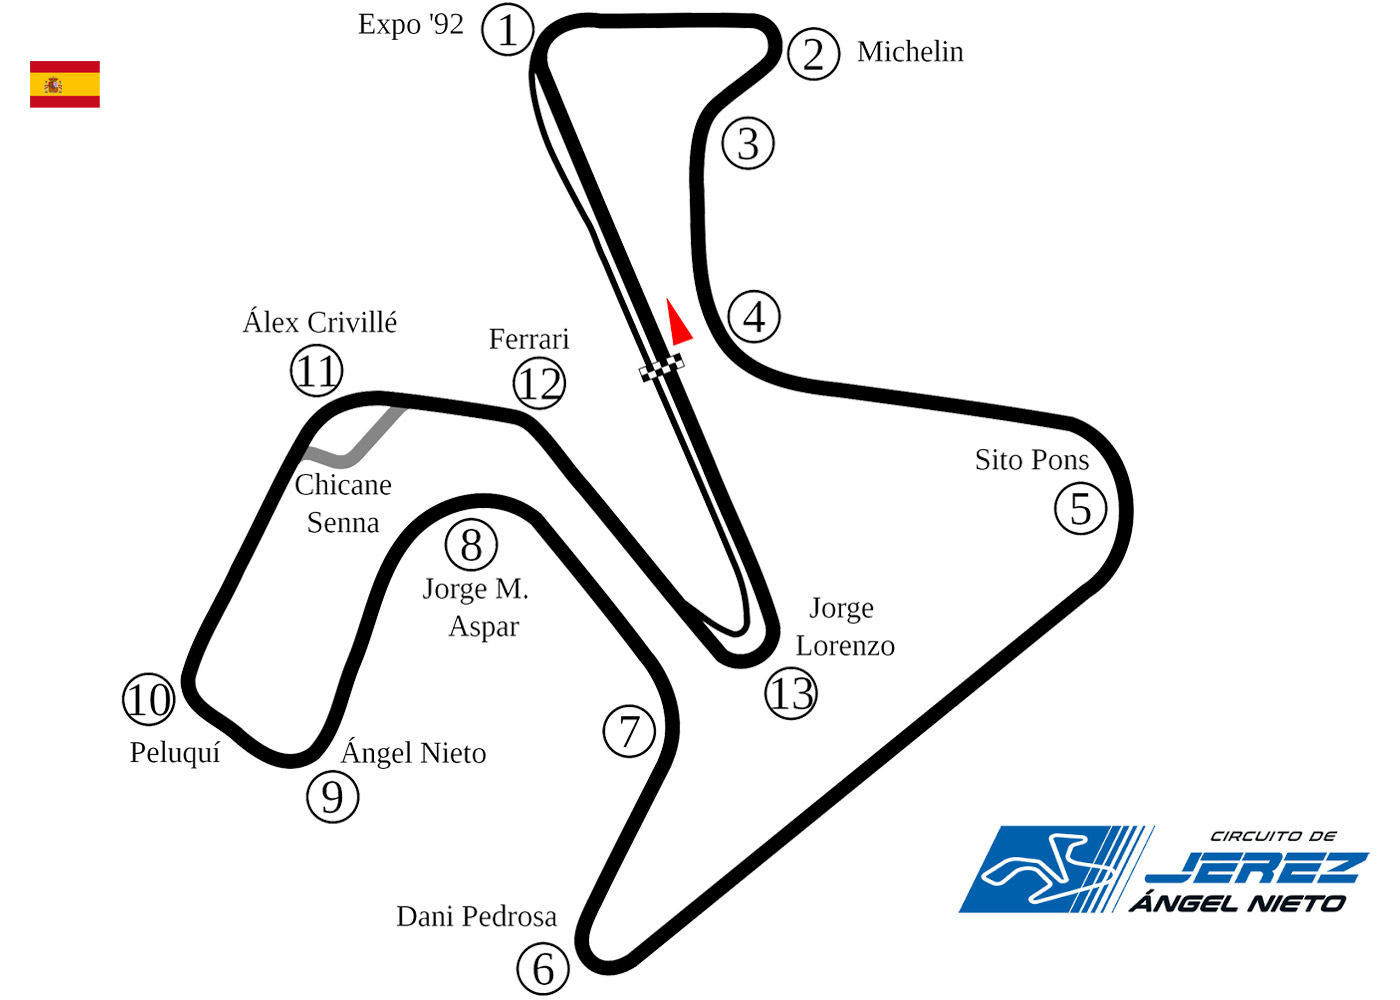 Expo '92
1
2
Michelin
3
4
Álex Crivillé
11
Ferrari
12
Chicane
Senna
Sito Pons
5
8
Jorge M.
Aspar
Jorge
Lorenzo
13
10
Peluquí
Ángel Nieto
9
7
Dani Pedrosa
6
CIRCUITO DE
JEREZ
ÁNGEL NIETO